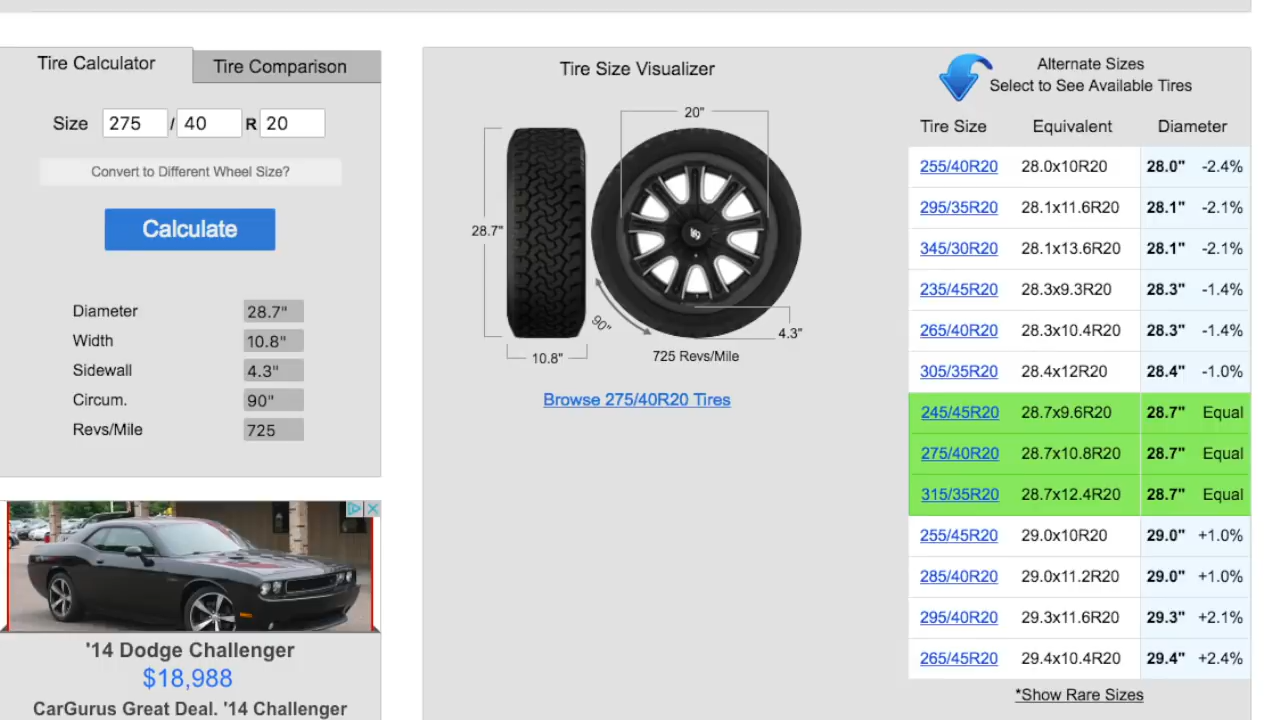 Tire Calculator
Tire Comparison
Size 275 / 40 R 20
Convert to Different Wheel Size?
Calculate
Diameter 28.7"
Width 10.8"
Sidewall 4.3"
Circum. 90"
Revs/Mile 725
'14 Dodge Challenger
$18,988
CarGurus Great Deal. '14 Challenger
Tire Size Visualizer
20"
28.7"
90"
4.3"
10.8"
725 Revs/Mile
Browse 275/40R20 Tires
Alternate Sizes
Select to See Available Tires
Tire Size Equivalent Diameter
255/40R20 28.0x10R20 28.0" -2.4%
295/35R20 28.1x11.6R20 28.1" -2.1%
345/30R20 28.1x13.6R20 28.1" -2.1%
235/45R20 28.3x9.3R20 28.3" -1.4%
265/40R20 28.3x10.4R20 28.3" -1.4%
305/35R20 28.4x12R20 28.4" -1.0%
245/45R20 28.7x9.6R20 28.7" Equal
275/40R20 28.7x10.8R20 28.7" Equal
315/35R20 28.7x12.4R20 28.7" Equal
255/45R20 29.0x10R20 29.0" +1.0%
285/40R20 29.0x11.2R20 29.0" +1.0%
295/40R20 29.3x11.6R20 29.3" +2.1%
265/45R20 29.4x10.4R20 29.4" +2.4%
*Show Rare Sizes